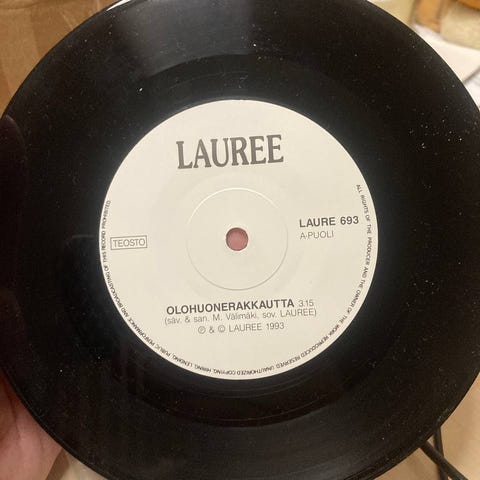 LAUREE
LAURE 693
A-PUOLI
TEOSTO
OLOHUONERAKKAUTTA 3.15
(säv. & san. M. Välimäki, sov. LAUREE)
℗ & © LAUREE 1993
ALL RIGHTS OF THE PRODUCER AND THE OWNER OF THE WORK REPRODUCED RESERVED. UNAUTHORIZED COPYING, HIRING, LENDING, PUBLIC PERFORMANCE AND BROADCASTING OF THIS RECORD PROHIBITED.